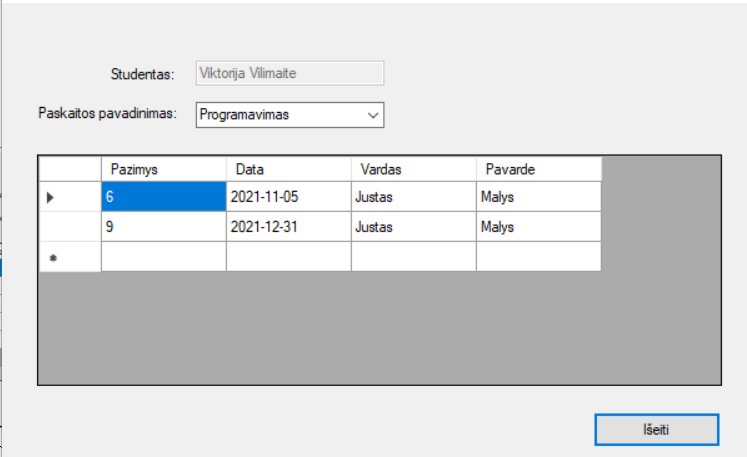 Studentas: Viktorija Vilimaite
Paskaitos pavadinimas: Programavimas
Pazimys Data Vardas Pavarde
6 2021-11-05 Justas Malys
9 2021-12-31 Justas Malys
Išeiti